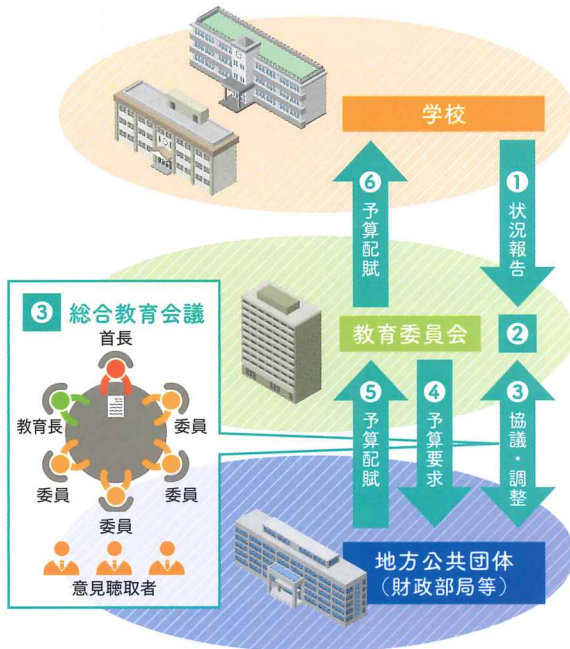 学校
❻予算配賦
❶状況報告
❸ 総合教育会議
首長
教育長
委員
委員
委員
委員
意見聴取者
教育委員会
❷
❺予算配賦
❹予算要求
❸協議・調整
地方公共団体
（財政部局等）